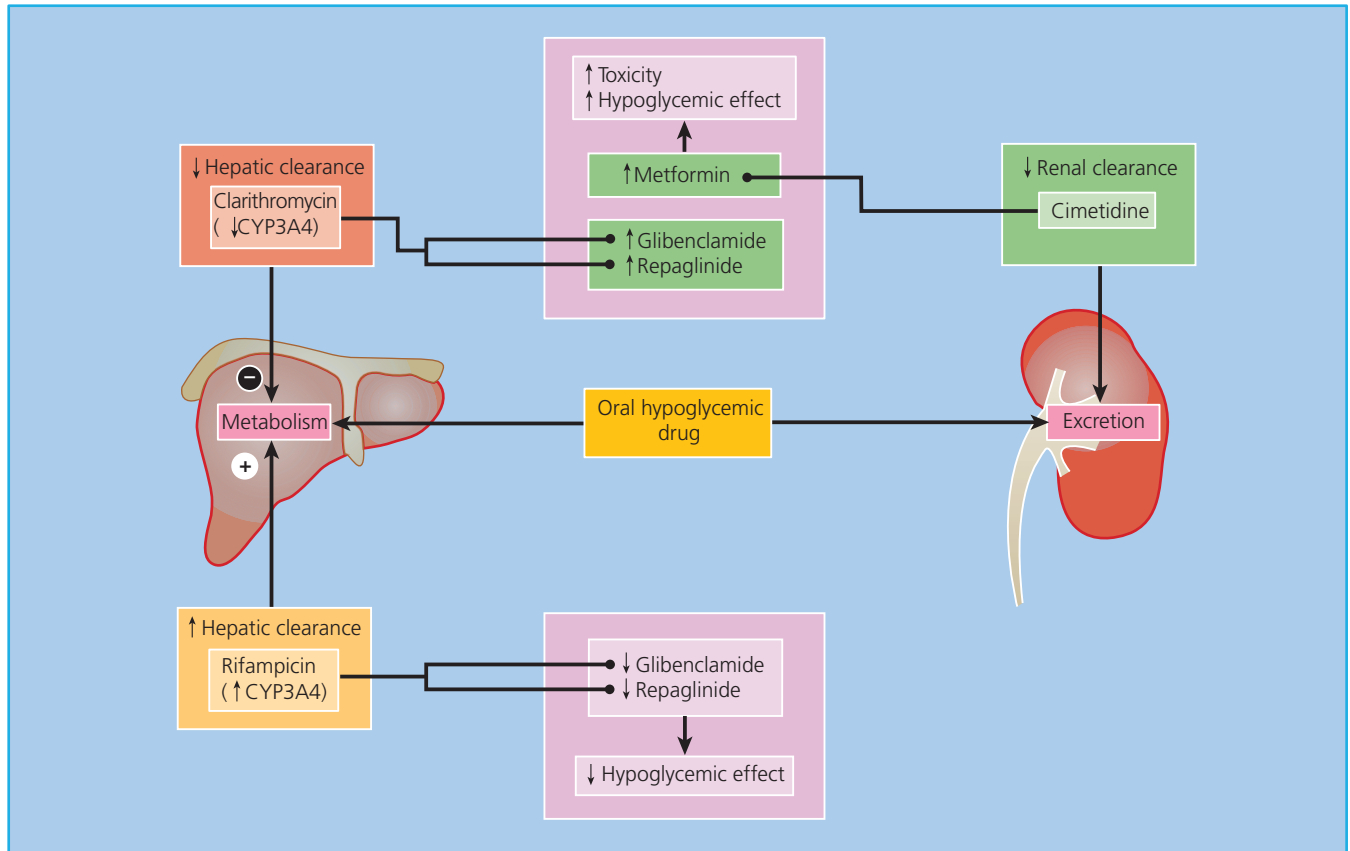 ↑ Toxicity
↑ Hypoglycemic effect
↓ Hepatic clearance
Clarithromycin
( ↓CYP3A4)
↑ Metformin
↓ Renal clearance
Cimetidine
↑ Glibenclamide
↑ Repaglinide
−
Metabolism
+
Oral hypoglycemic
drug
Excretion
↑ Hepatic clearance
Rifampicin
( ↑ CYP3A4)
↓ Glibenclamide
↓ Repaglinide
↓ Hypoglycemic effect